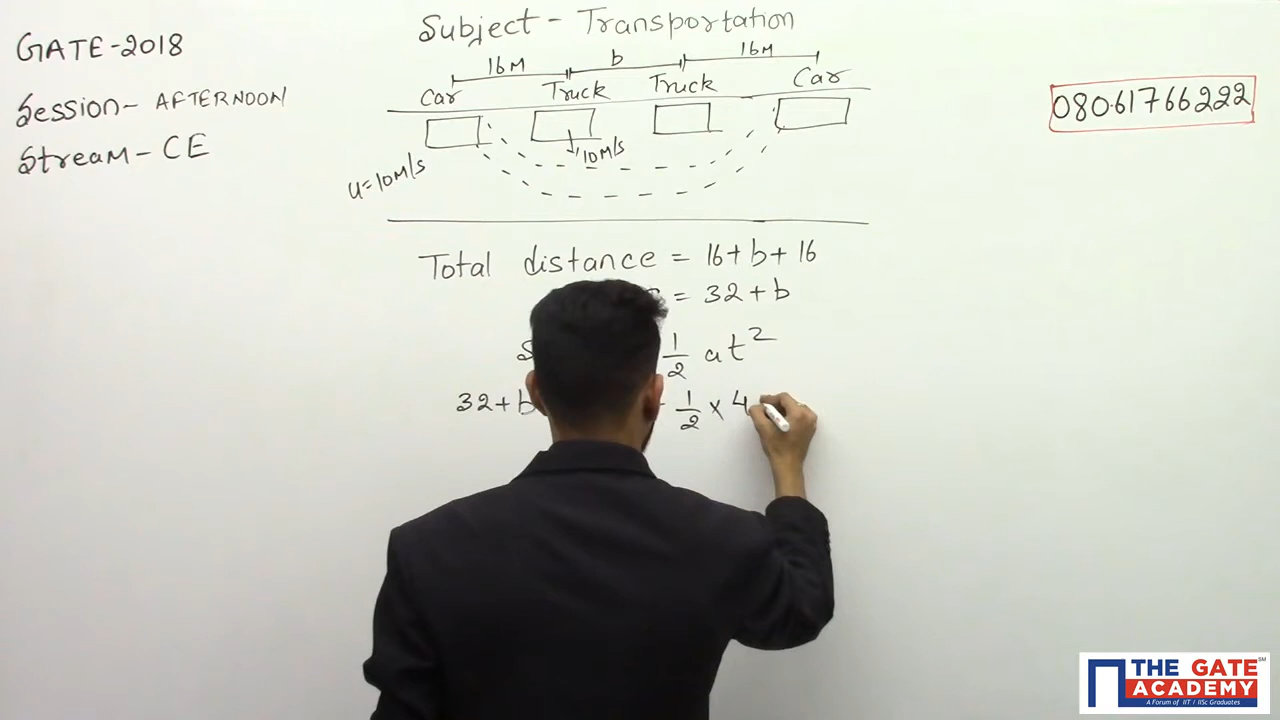 Subject - Transportation
GATE-2018
Session- AFTERNOON
Stream- CE
16M b 16M
Car Truck Truck Car
10M/S
u=10M/S
08061766222
Total distance = 16+b+16
= 32+b
1/2 at²
32+b 1/2 × 4
THE GATE ACADEMY
A Forum of IIT / IISc Graduates